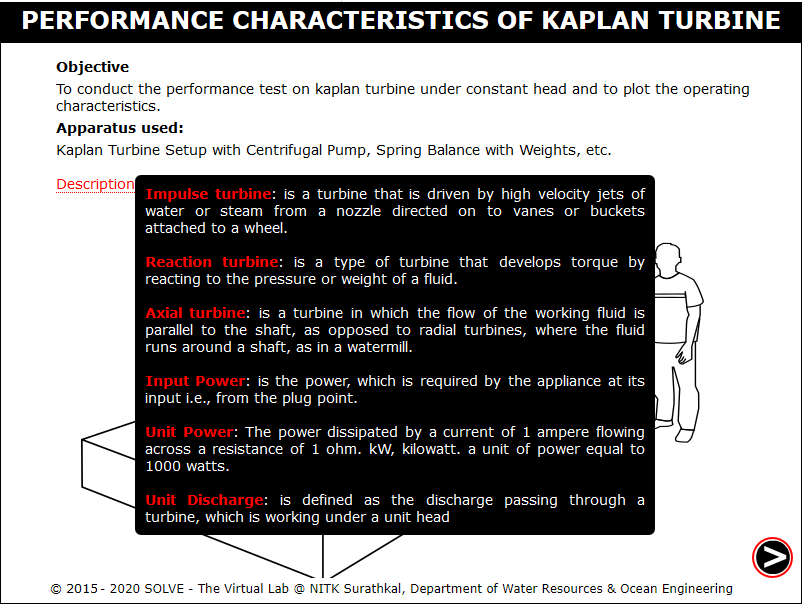 PERFORMANCE CHARACTERISTICS OF KAPLAN TURBINE
Objective
To conduct the performance test on kaplan turbine under constant head and to plot the operating
characteristics.
Apparatus used:
Kaplan Turbine Setup with Centrifugal Pump, Spring Balance with Weights, etc.
Description
Impulse turbine: is a turbine that is driven by high velocity jets of
water or steam from a nozzle directed on to vanes or buckets
attached to a wheel.
Reaction turbine: is a type of turbine that develops torque by
reacting to the pressure or weight of a fluid.
Axial turbine: is a turbine in which the flow of the working fluid is
parallel to the shaft, as opposed to radial turbines, where the fluid
runs around a shaft, as in a watermill.
Input Power: is the power, which is required by the appliance at its
input i.e., from the plug point.
Unit Power: The power dissipated by a current of 1 ampere flowing
across a resistance of 1 ohm. kW, kilowatt. a unit of power equal to
1000 watts.
Unit Discharge: is defined as the discharge passing through a
turbine, which is working under a unit head
© 2015 - 2020 SOLVE - The Virtual Lab @ NITK Surathkal, Department of Water Resources & Ocean Engineering